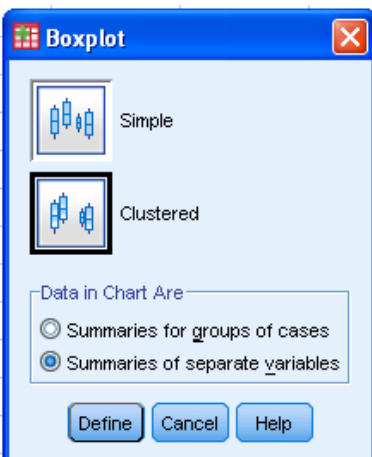 Boxplot
Simple
Clustered
Data in Chart Are
Summaries for groups of cases
Summaries of separate variables
Define Cancel Help